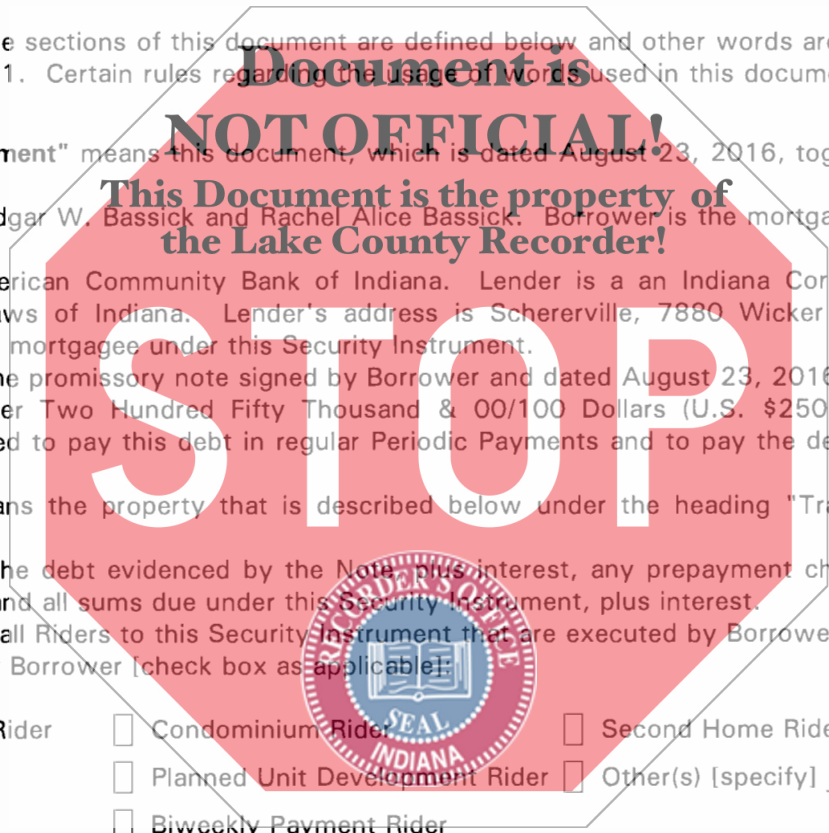 e sections of this document are defined below and other words are
1. Certain rules regarding the usage of words used in this docum
Document is
NOT OFFICIAL!
This Document is the property of
the Lake County Recorder!
ment" means this document, which is dated August 23, 2016, tog
dgar W. Bassick and Rachel Alice Bassick. Borrower is the mortga
erican Community Bank of Indiana. Lender is a an Indiana Cor
ws of Indiana. Lender's address is Schererville, 7880 Wicker
mortgagee under this Security Instrument.
he promissory note signed by Borrower and dated August 23, 2016
er Two Hundred Fifty Thousand & 00/100 Dollars (U.S. $250
ed to pay this debt in regular Periodic Payments and to pay the de
STOP
ans the property that is described below under the heading "Tra
he debt evidenced by the Note, plus interest, any prepayment ch
nd all sums due under this Security Instrument, plus interest.
all Riders to this Security Instrument that are executed by Borrowe
Borrower [check box as applicable]:
RECORDER'S OFFICE
SEAL
INDIANA
Rider Condominium Rider Second Home Ride
Planned Unit Development Rider Other(s) [specify]
Biweekly Payment Rider